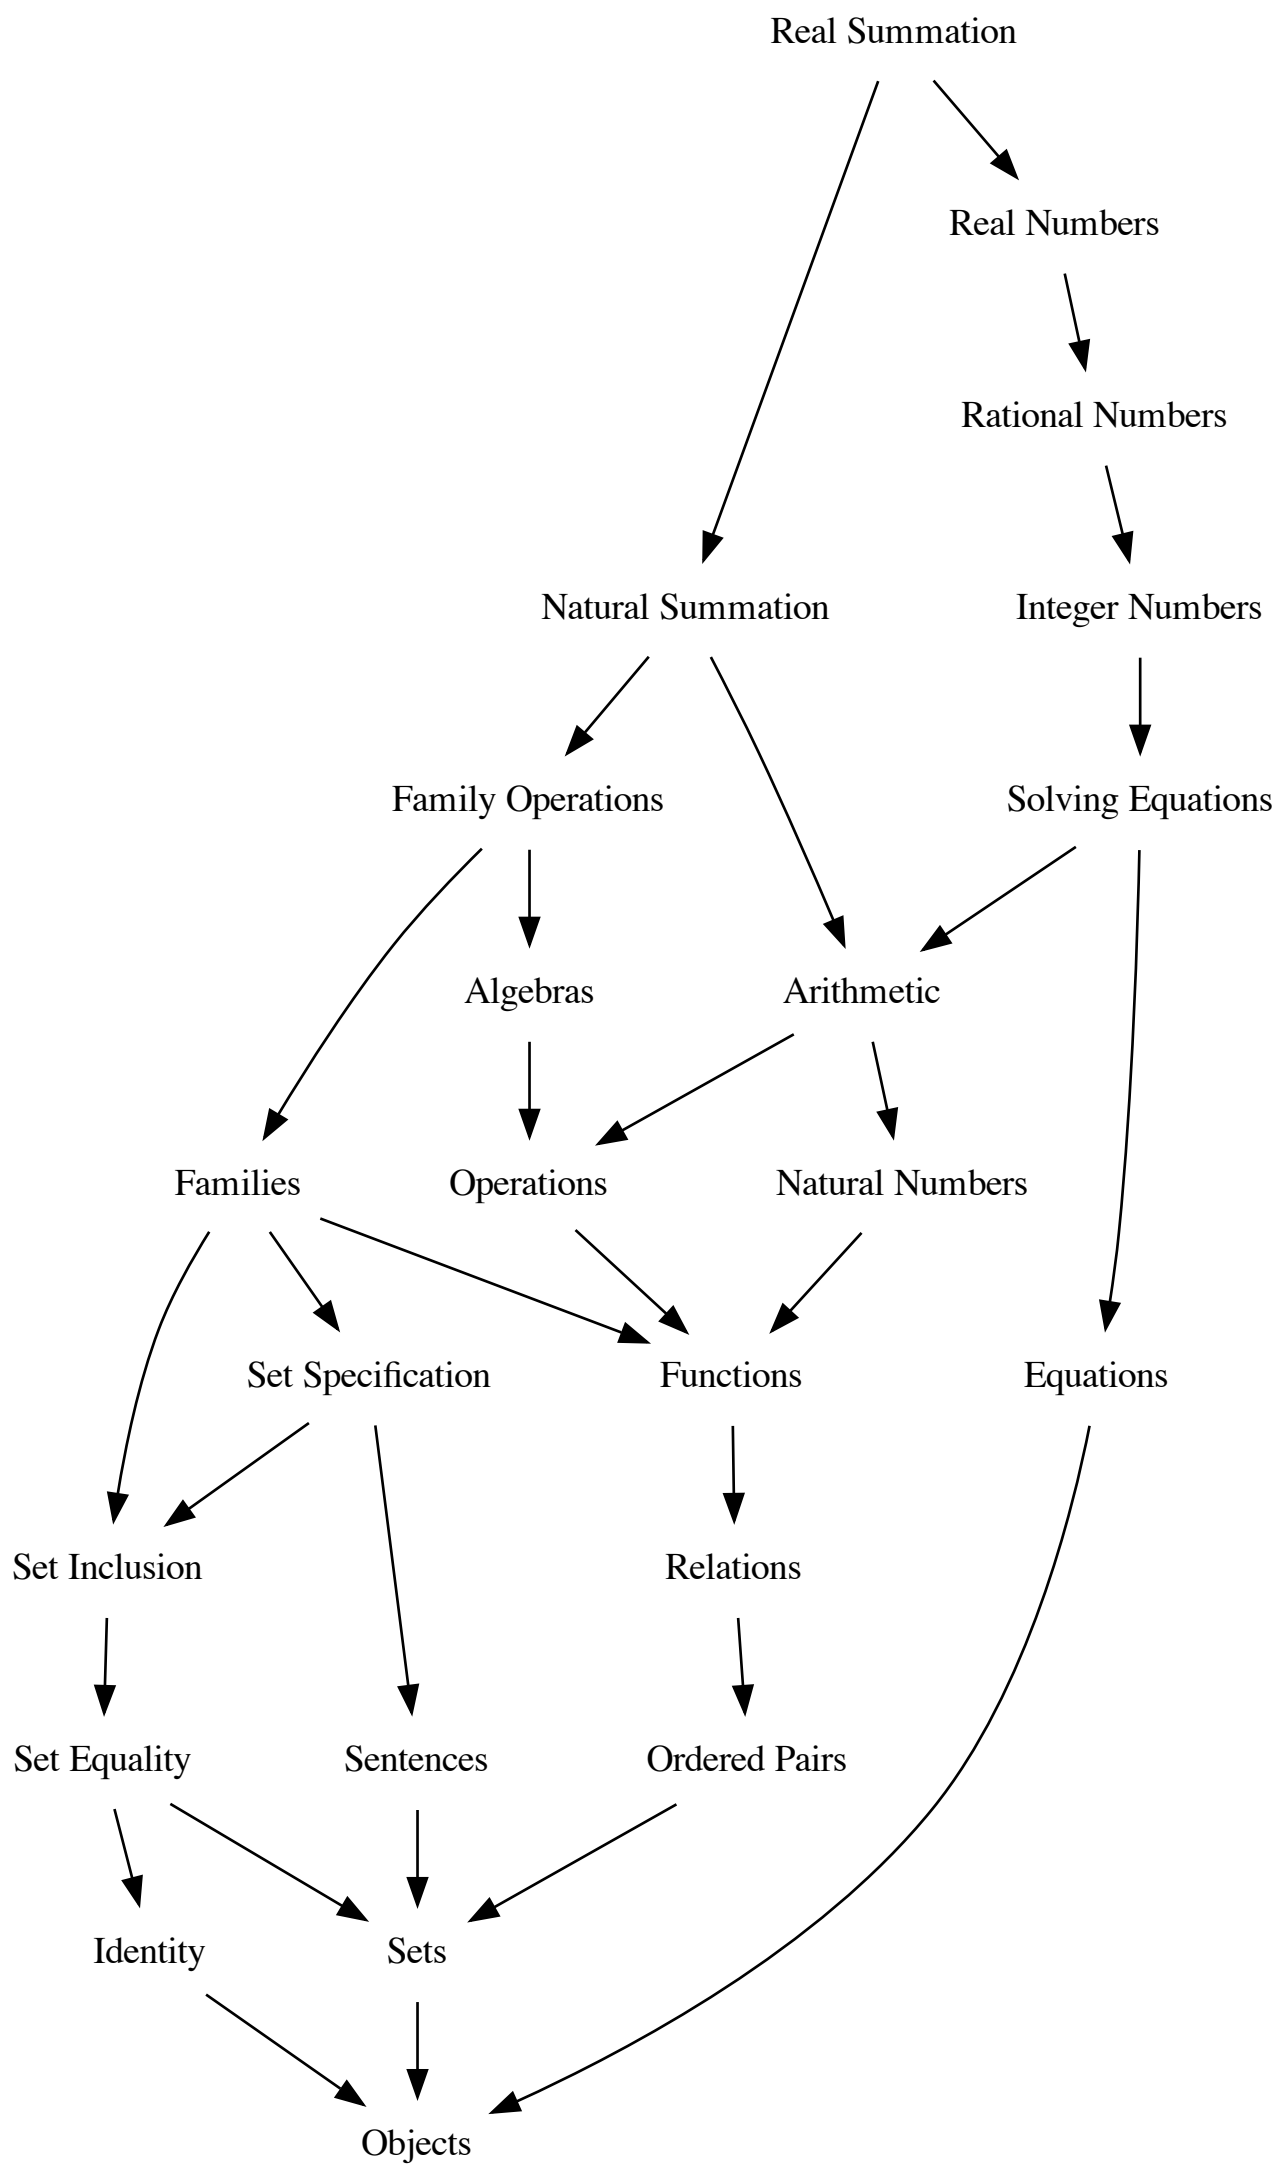 Real Summation
Real Numbers
Rational Numbers
Natural Summation
Integer Numbers
Family Operations
Solving Equations
Algebras
Arithmetic
Families
Operations
Natural Numbers
Set Specification
Functions
Equations
Set Inclusion
Relations
Set Equality
Sentences
Ordered Pairs
Identity
Sets
Objects